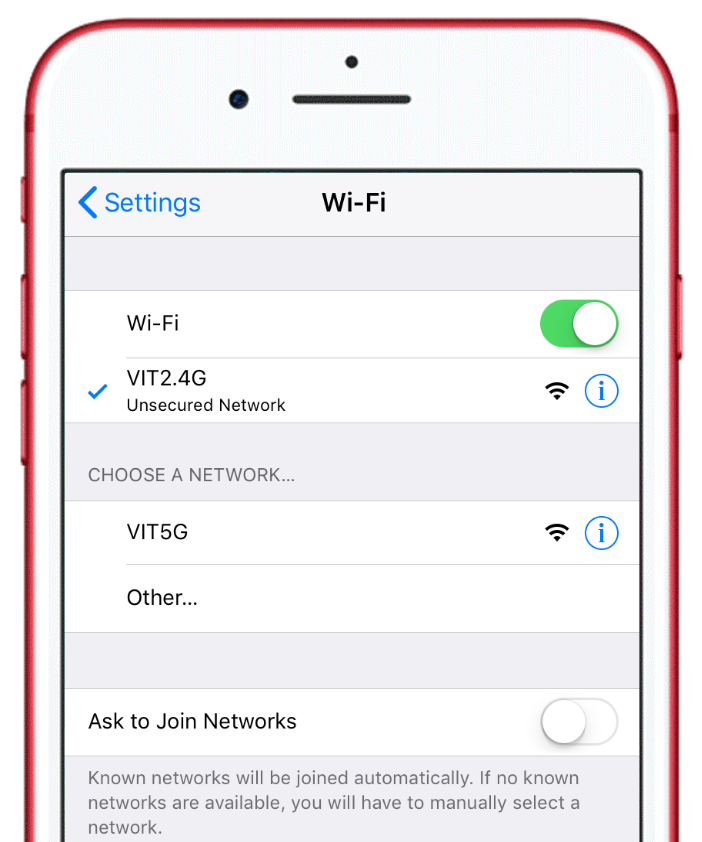 Settings
Wi-Fi
Wi-Fi
VIT2.4G
Unsecured Network
CHOOSE A NETWORK...
VIT5G
Other...
Ask to Join Networks
Known networks will be joined automatically. If no known
networks are available, you will have to manually select a
network.